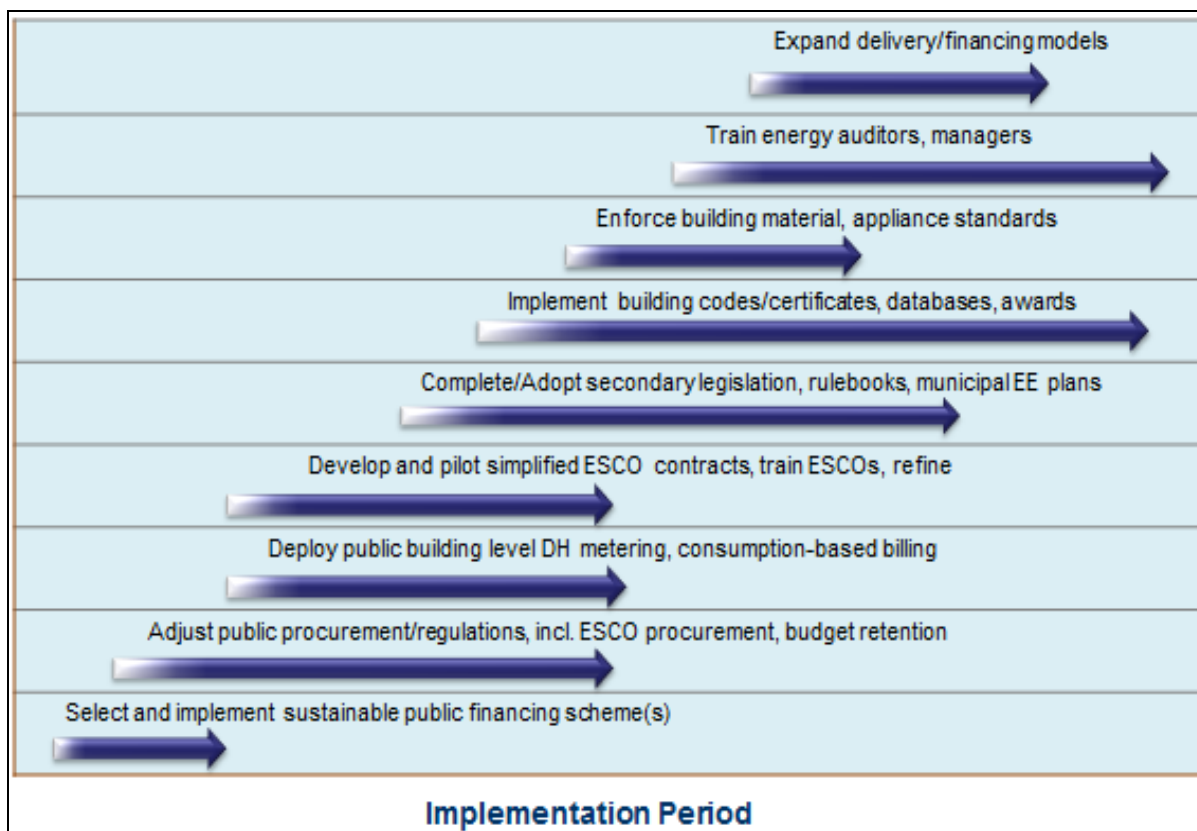 Expand delivery/financing models
Train energy auditors, managers
Enforce building material, appliance standards
Implement building codes/certificates, databases, awards
Complete/Adopt secondary legislation, rulebooks, municipal EE plans
Develop and pilot simplified ESCO contracts, train ESCOs, refine
Deploy public building level DH metering, consumption-based billing
Adjust public procurement/regulations, incl. ESCO procurement, budget retention
Select and implement sustainable public financing scheme(s)
Implementation Period